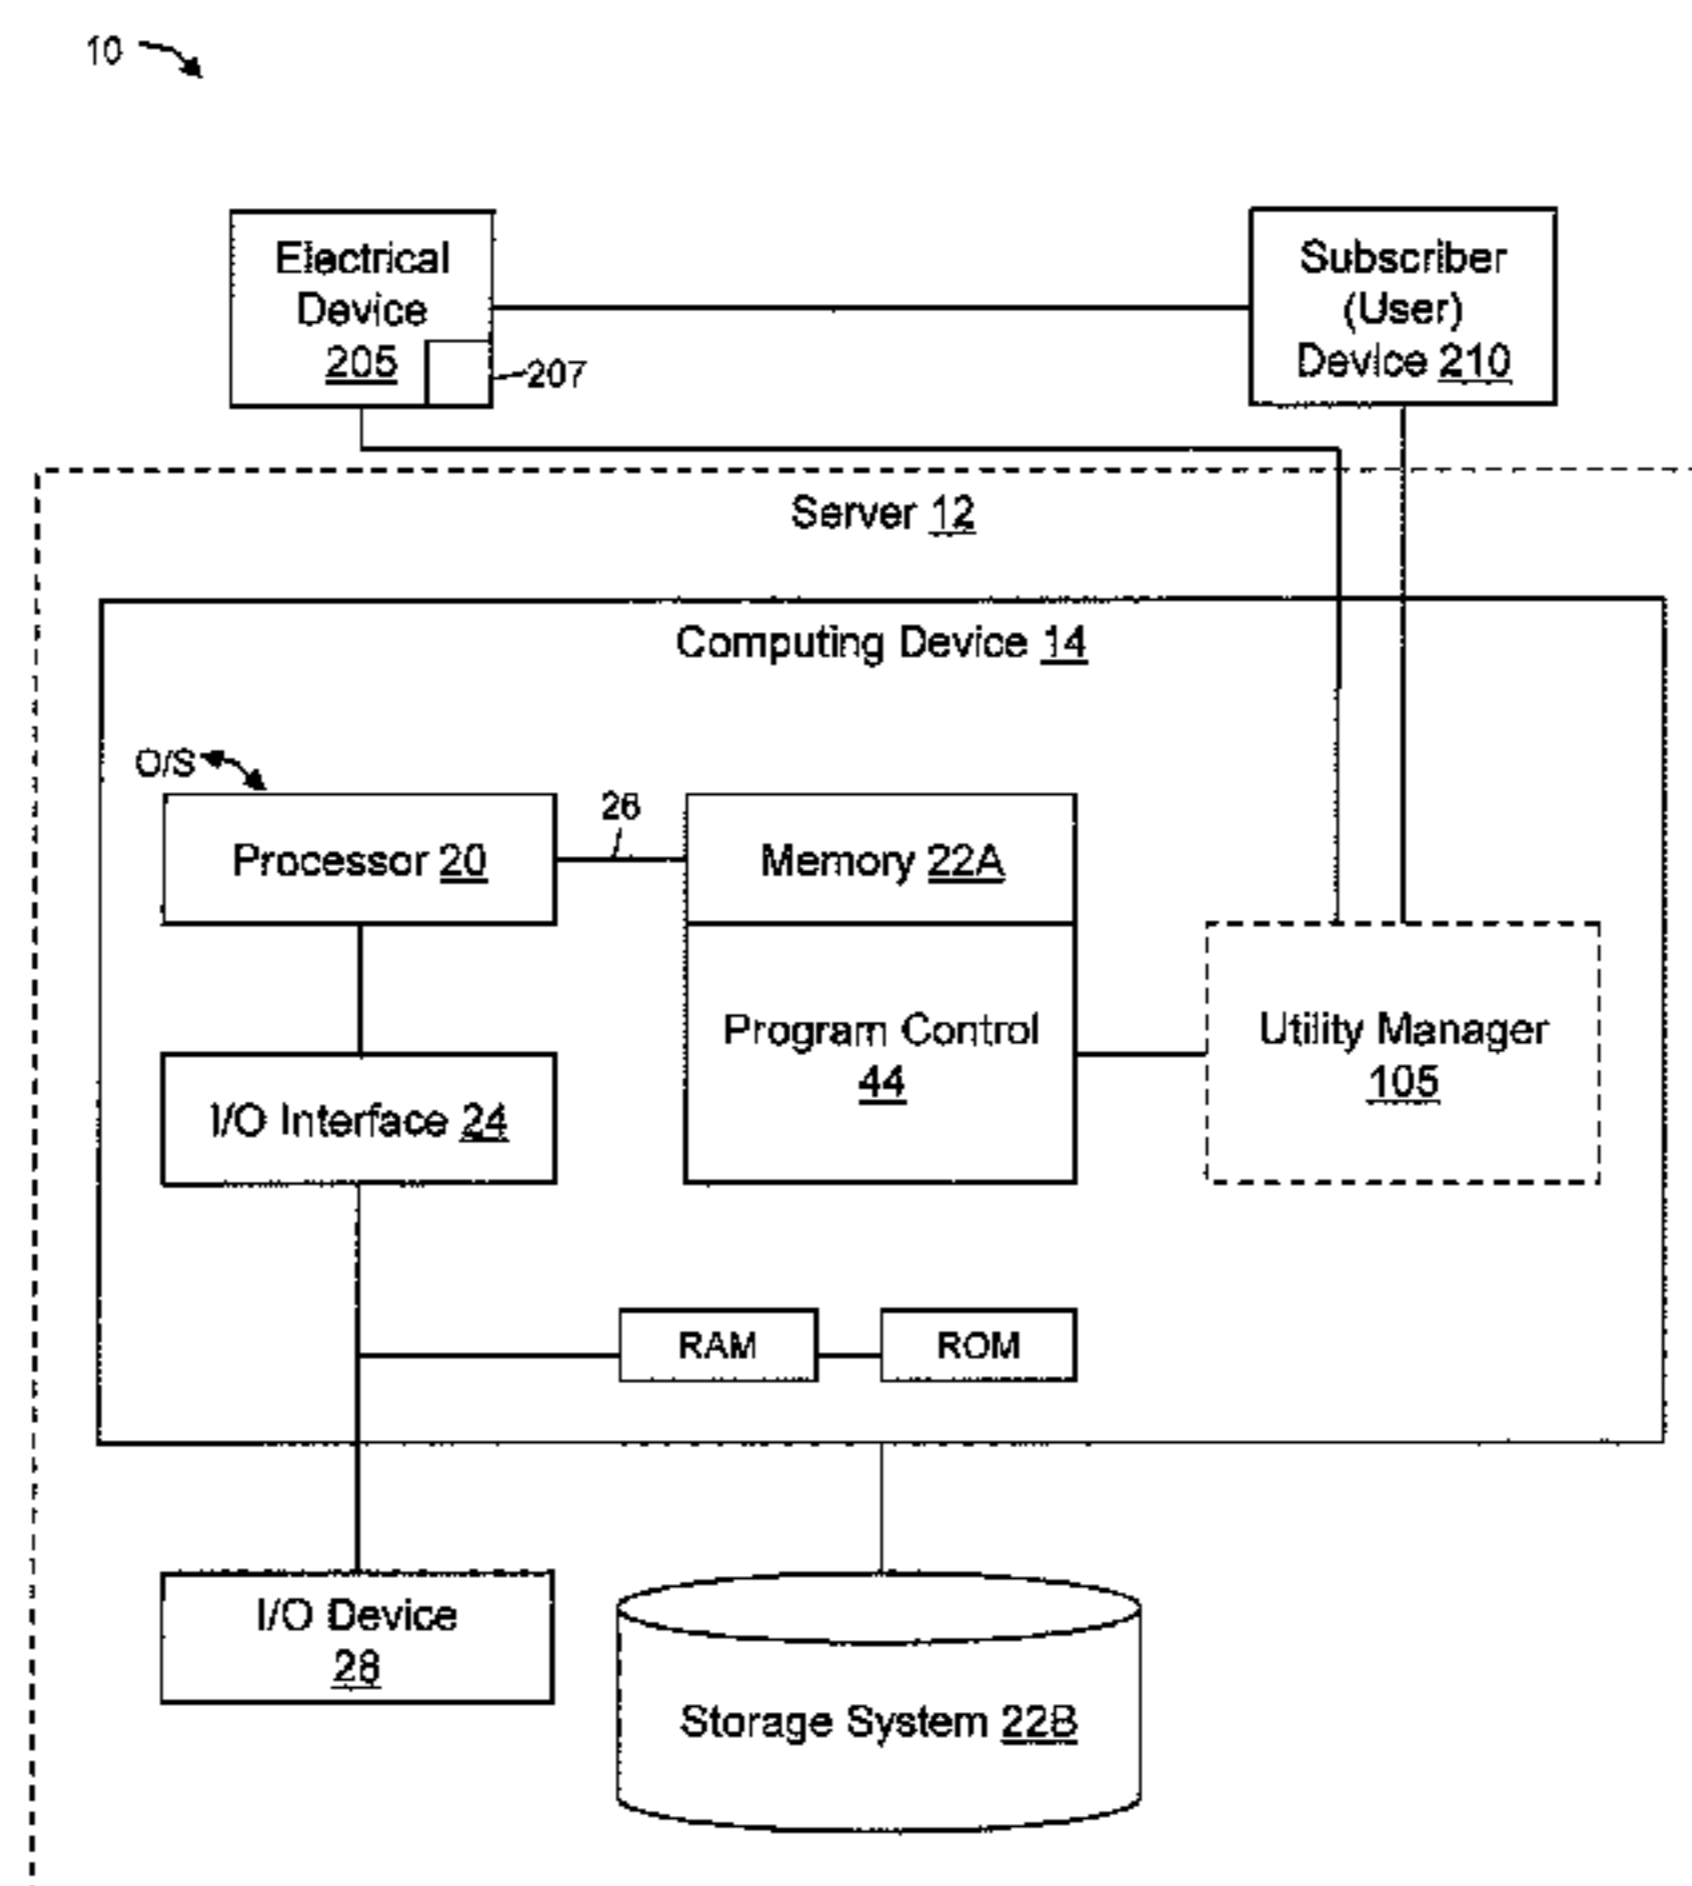 10
Electrical
Device
205
207
Subscriber
(User)
Device 210
Server 12
Computing Device 14
O/S
Processor 20
26
Memory 22A
Program Control
44
Utility Manager
105
I/O Interface 24
RAM
ROM
I/O Device
28
Storage System 22B